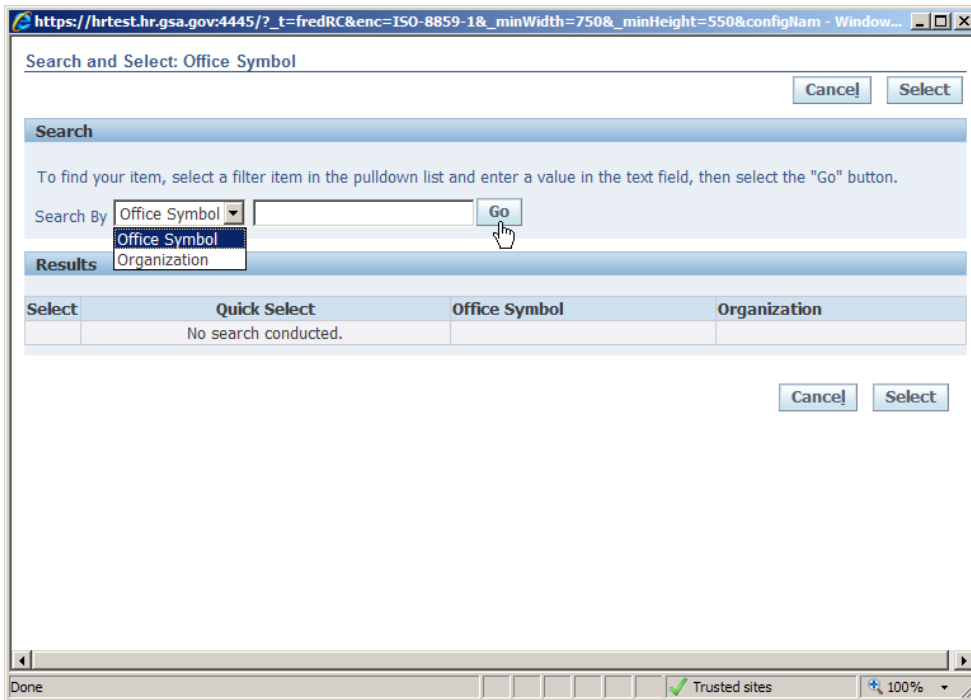 https://hrtest.hr.gsa.gov:4445/?_t=fredRC&enc=ISO-8859-1&_minWidth=750&_minHeight=550&configNam - Window...
Search and Select: Office Symbol
Cancel Select
Search
To find your item, select a filter item in the pulldown list and enter a value in the text field, then select the "Go" button.
Search By Office Symbol Go
Office Symbol
Organization
Results
Select Quick Select Office Symbol Organization
No search conducted.
Cancel Select
Done Trusted sites 100%